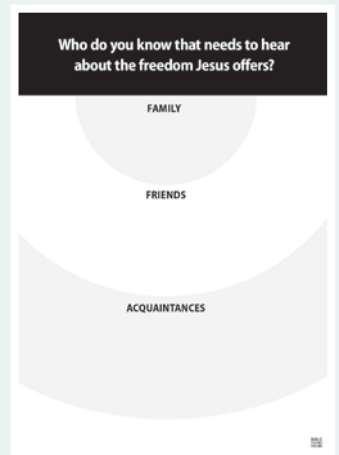 Who do you know that needs to hear
about the freedom Jesus offers?
FAMILY
FRIENDS
ACQUAINTANCES